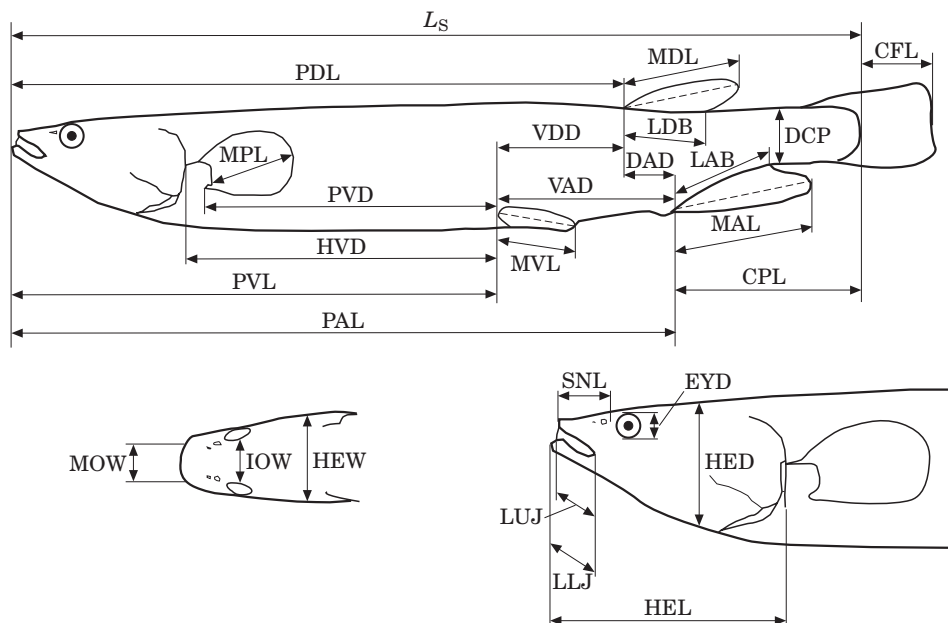 LS
CFL
MDL
PDL
LDB
DCP
VDD
LAB
MPL
DAD
PVD
VAD
MAL
HVD
MVL
PVL
CPL
PAL
SNL
EYD
MOW
IOW
HEW
HED
LUJ
LLJ
HEL